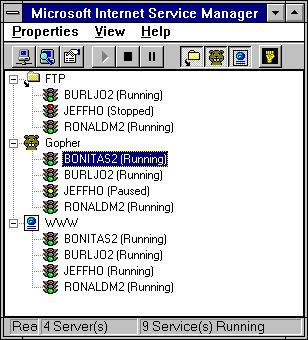 Microsoft Internet Service Manager
Properties View Help
FTP
BURLJO2 (Running)
JEFFHO (Stopped)
RONALDM2 (Running)
Gopher
BONITAS2 (Running)
BURLJO2 (Running)
JEFFHO (Paused)
RONALDM2 (Running)
WWW
BONITAS2 (Running)
BURLJO2 (Running)
JEFFHO (Running)
RONALDM2 (Running)
Rea 4 Server(s) 9 Service(s) Running